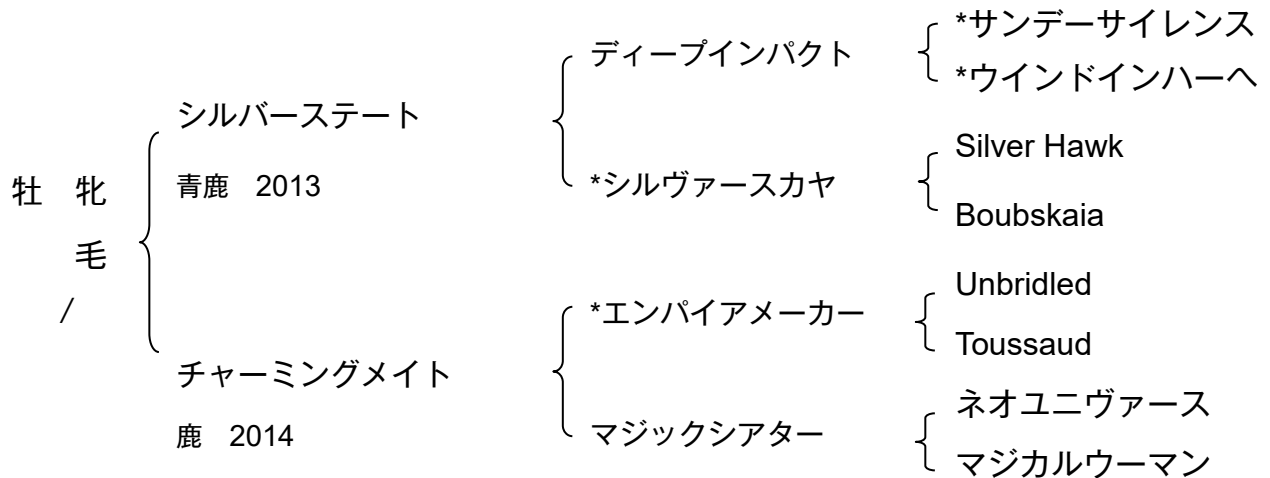 牡　牝
毛
/
シルバーステート
青鹿　2013
チャーミングメイト
鹿　2014
ディープインパクト
*シルヴァースカヤ
*エンパイアメーカー
マジックシアター
*サンデーサイレンス
*ウインドインハーヘ
Silver Hawk
Boubskaia
Unbridled
Toussaud
ネオユニヴァース
マジカルウーマン